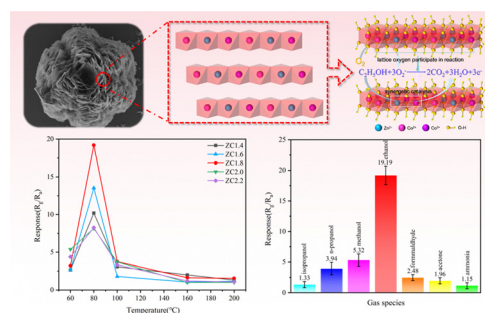 lattice oxygen participate in reaction
C₂H₅OH+3O₂⁻ 2CO₂+3H₂O+3e⁻
synergetic catalysis
Zn²⁺ Co²⁺ Co³⁺ O-H
Response(Rg/Ra)
25
20
15
10
5
0
60 80 100 160 200
Temperature(°C)
ZC1.4
ZC1.6
ZC1.8
ZC2.0
ZC2.2
Response(Rg/Ra)
25
20
15
10
5
0
1.33 isopropanol
3.94 n-propanol
5.32 methanol
19.19 ethanol
2.48 formaldehyde
1.96 acetone
1.15 ammonia
Gas species